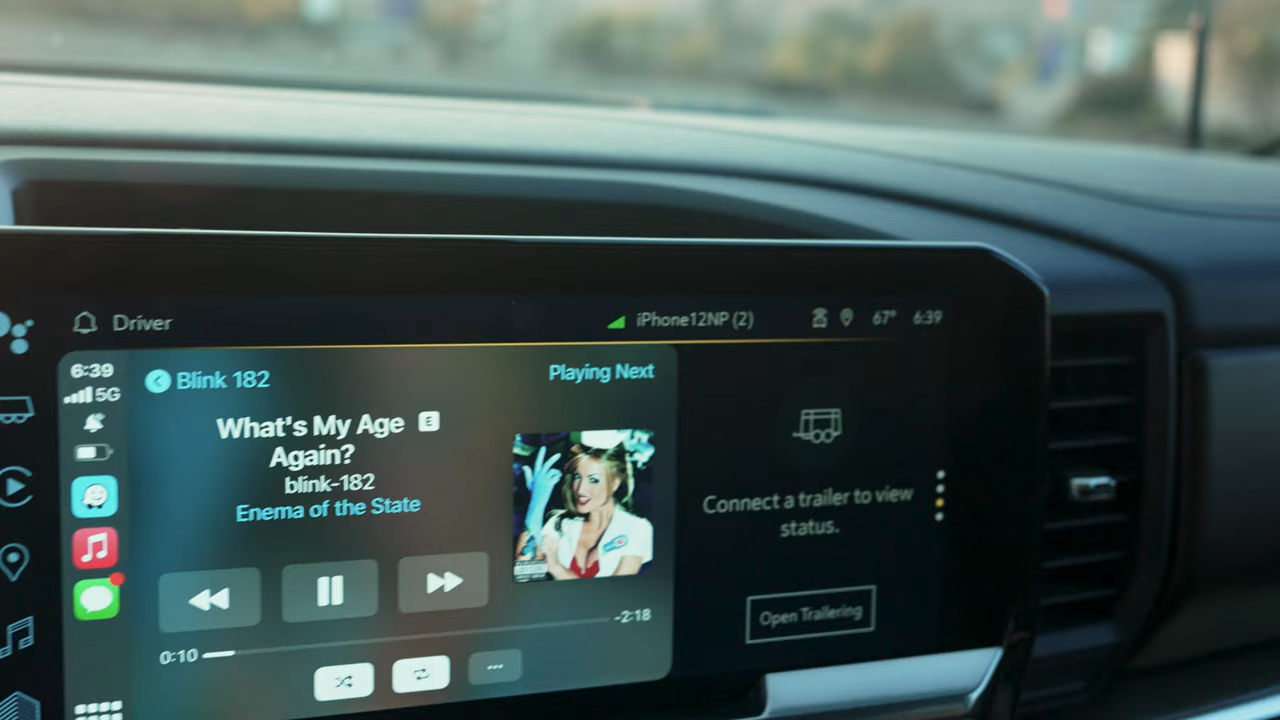 Driver
iPhone12NP (2)
67° 6:39
6:39
5G
Blink 182
Playing Next
What's My Age E
Again?
blink-182
Enema of the State
-2:18
0:10
Connect a trailer to view
status.
Open Trailering